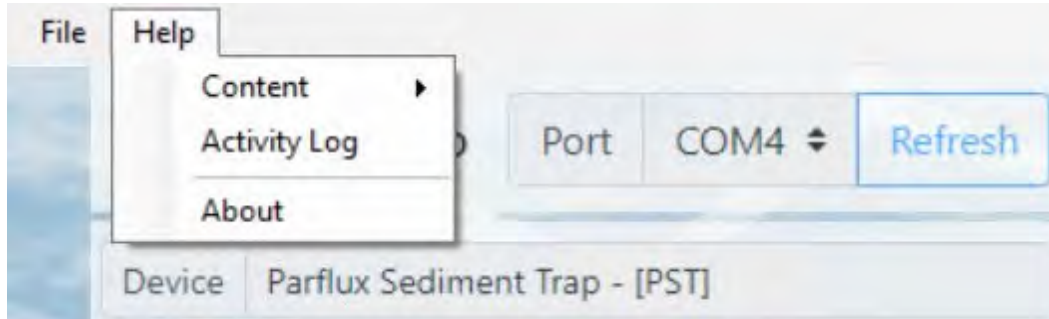 File Help
Content
Activity Log
Port COM4 Refresh
About
Device Parflux Sediment Trap - [PST]